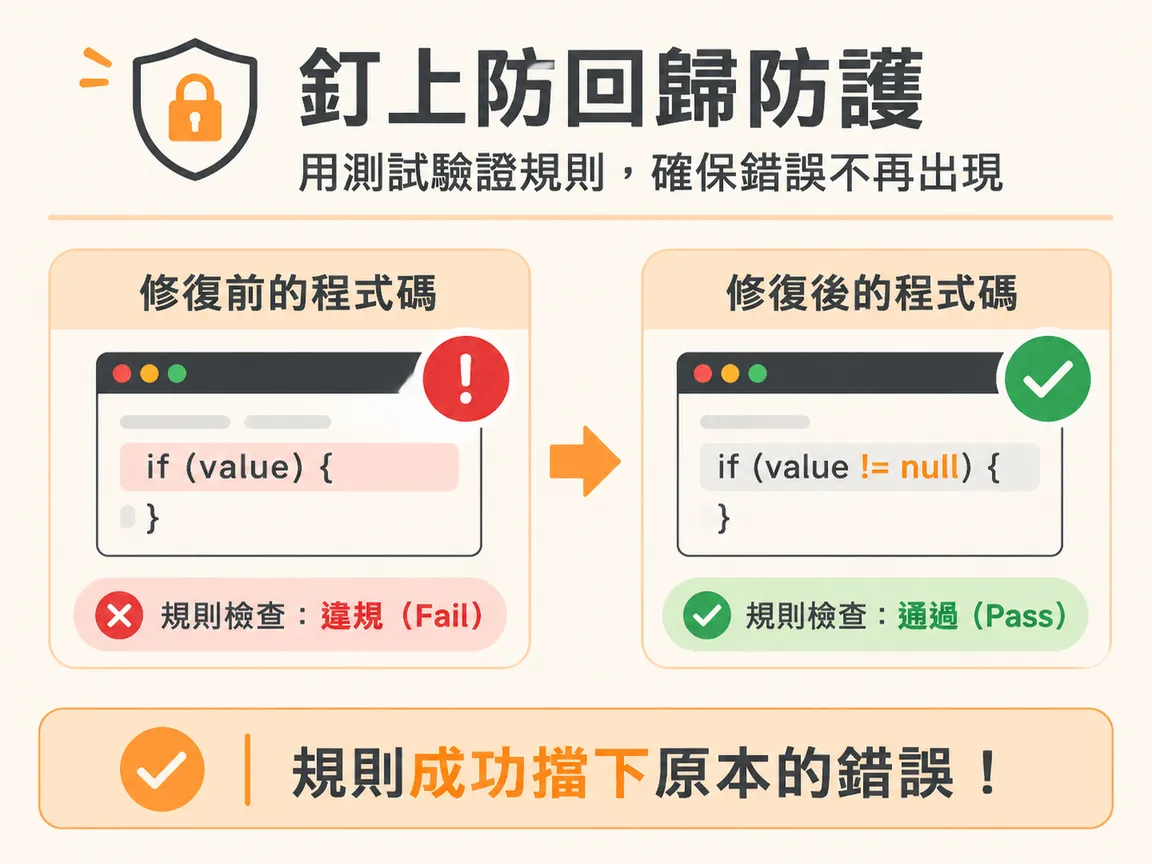 釘上防回歸防護
用測試驗證規則，確保錯誤不再出現
修復前的程式碼
if (value) {
}
規則檢查：違規（Fail）
修復後的程式碼
if (value != null) {
}
規則檢查：通過（Pass）
規則成功擋下原本的錯誤！